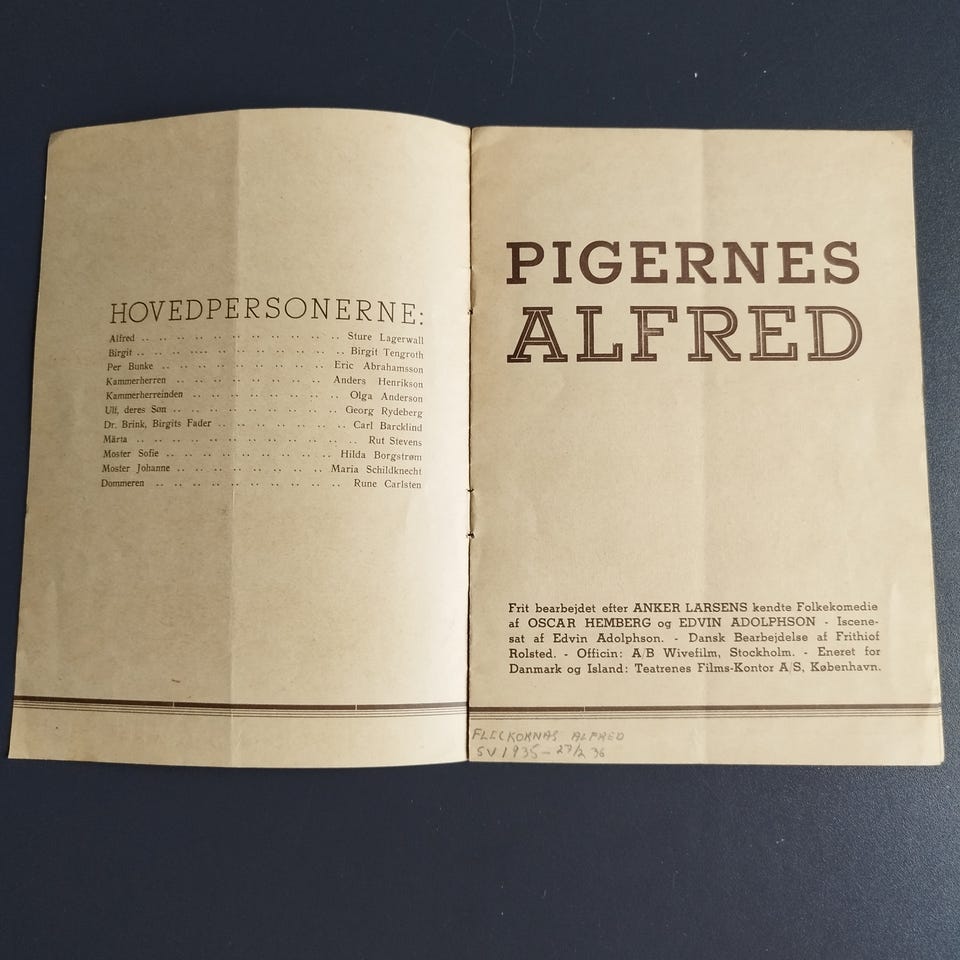 HOVEDPERSONERNE:
Alfred .. .. .. .. .. .. .. .. .. .. Sture Lagerwall
Birgit .. .. .. .. .. .. .. .. .. .. Birgit Tengroth
Per Bunke .. .. .. .. .. .. .. .. Eric Abrahamsson
Kammerherren .. .. .. .. .. .. .. Anders Henrikson
Kammerherreinden .. .. .. .. .. .. .. Olga Anderson
Ulf, deres Søn .. .. .. .. .. .. .. Georg Rydeberg
Dr. Brink, Birgits Fader .. .. .. .. .. Carl Barcklind
Märta .. .. .. .. .. .. .. .. .. .. Rut Stevens
Moster Sofie .. .. .. .. .. .. .. Hilda Borgstrøm
Moster Johanne .. .. .. .. .. .. Maria Schildknecht
Dommeren .. .. .. .. .. .. .. .. Rune Carlsten
PIGERNES
ALFRED
Frit bearbejdet efter ANKER LARSENS kendte Folkekomedie
af OSCAR HEMBERG og EDVIN ADOLPHSON - Iscene-
sat af Edvin Adolphson. - Dansk Bearbejdelse af Frithiof
Rolsted. - Officin: A/B Wivefilm, Stockholm. - Eneret for
Danmark og Island: Teatrenes Films-Kontor A/S, København.
FLICKORNAS ALFRED
SV 1935 - 27/2 36